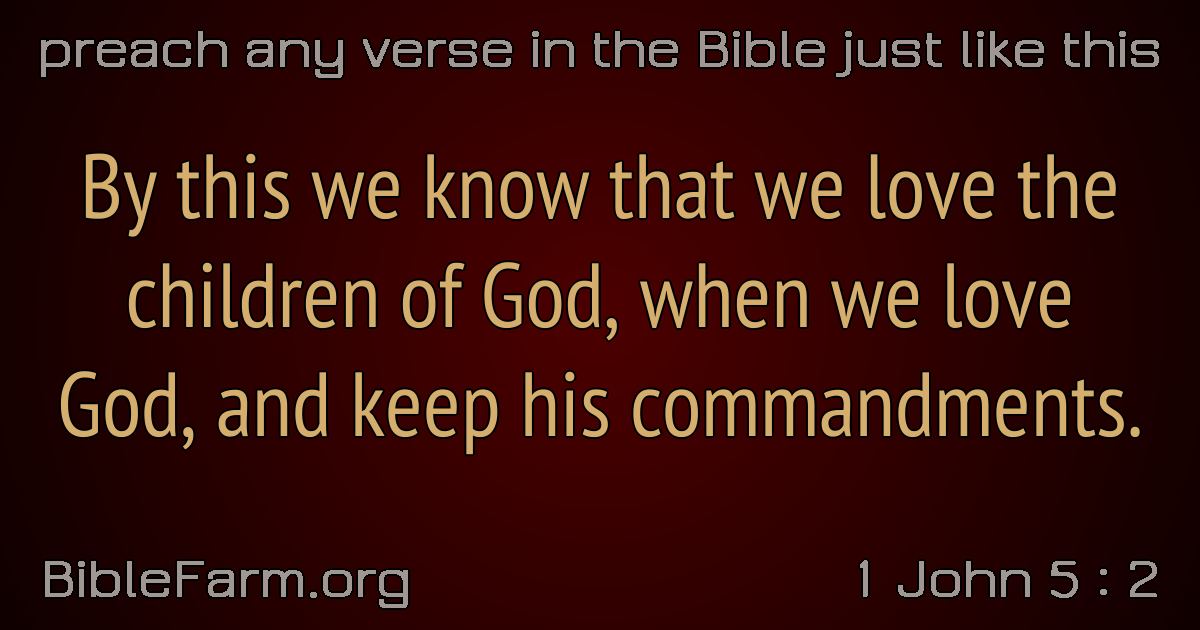 preach any verse in the Bible just like this
By this we know that we love the
children of God, when we love
God, and keep his commandments.
BibleFarm.org
1 John 5 : 2